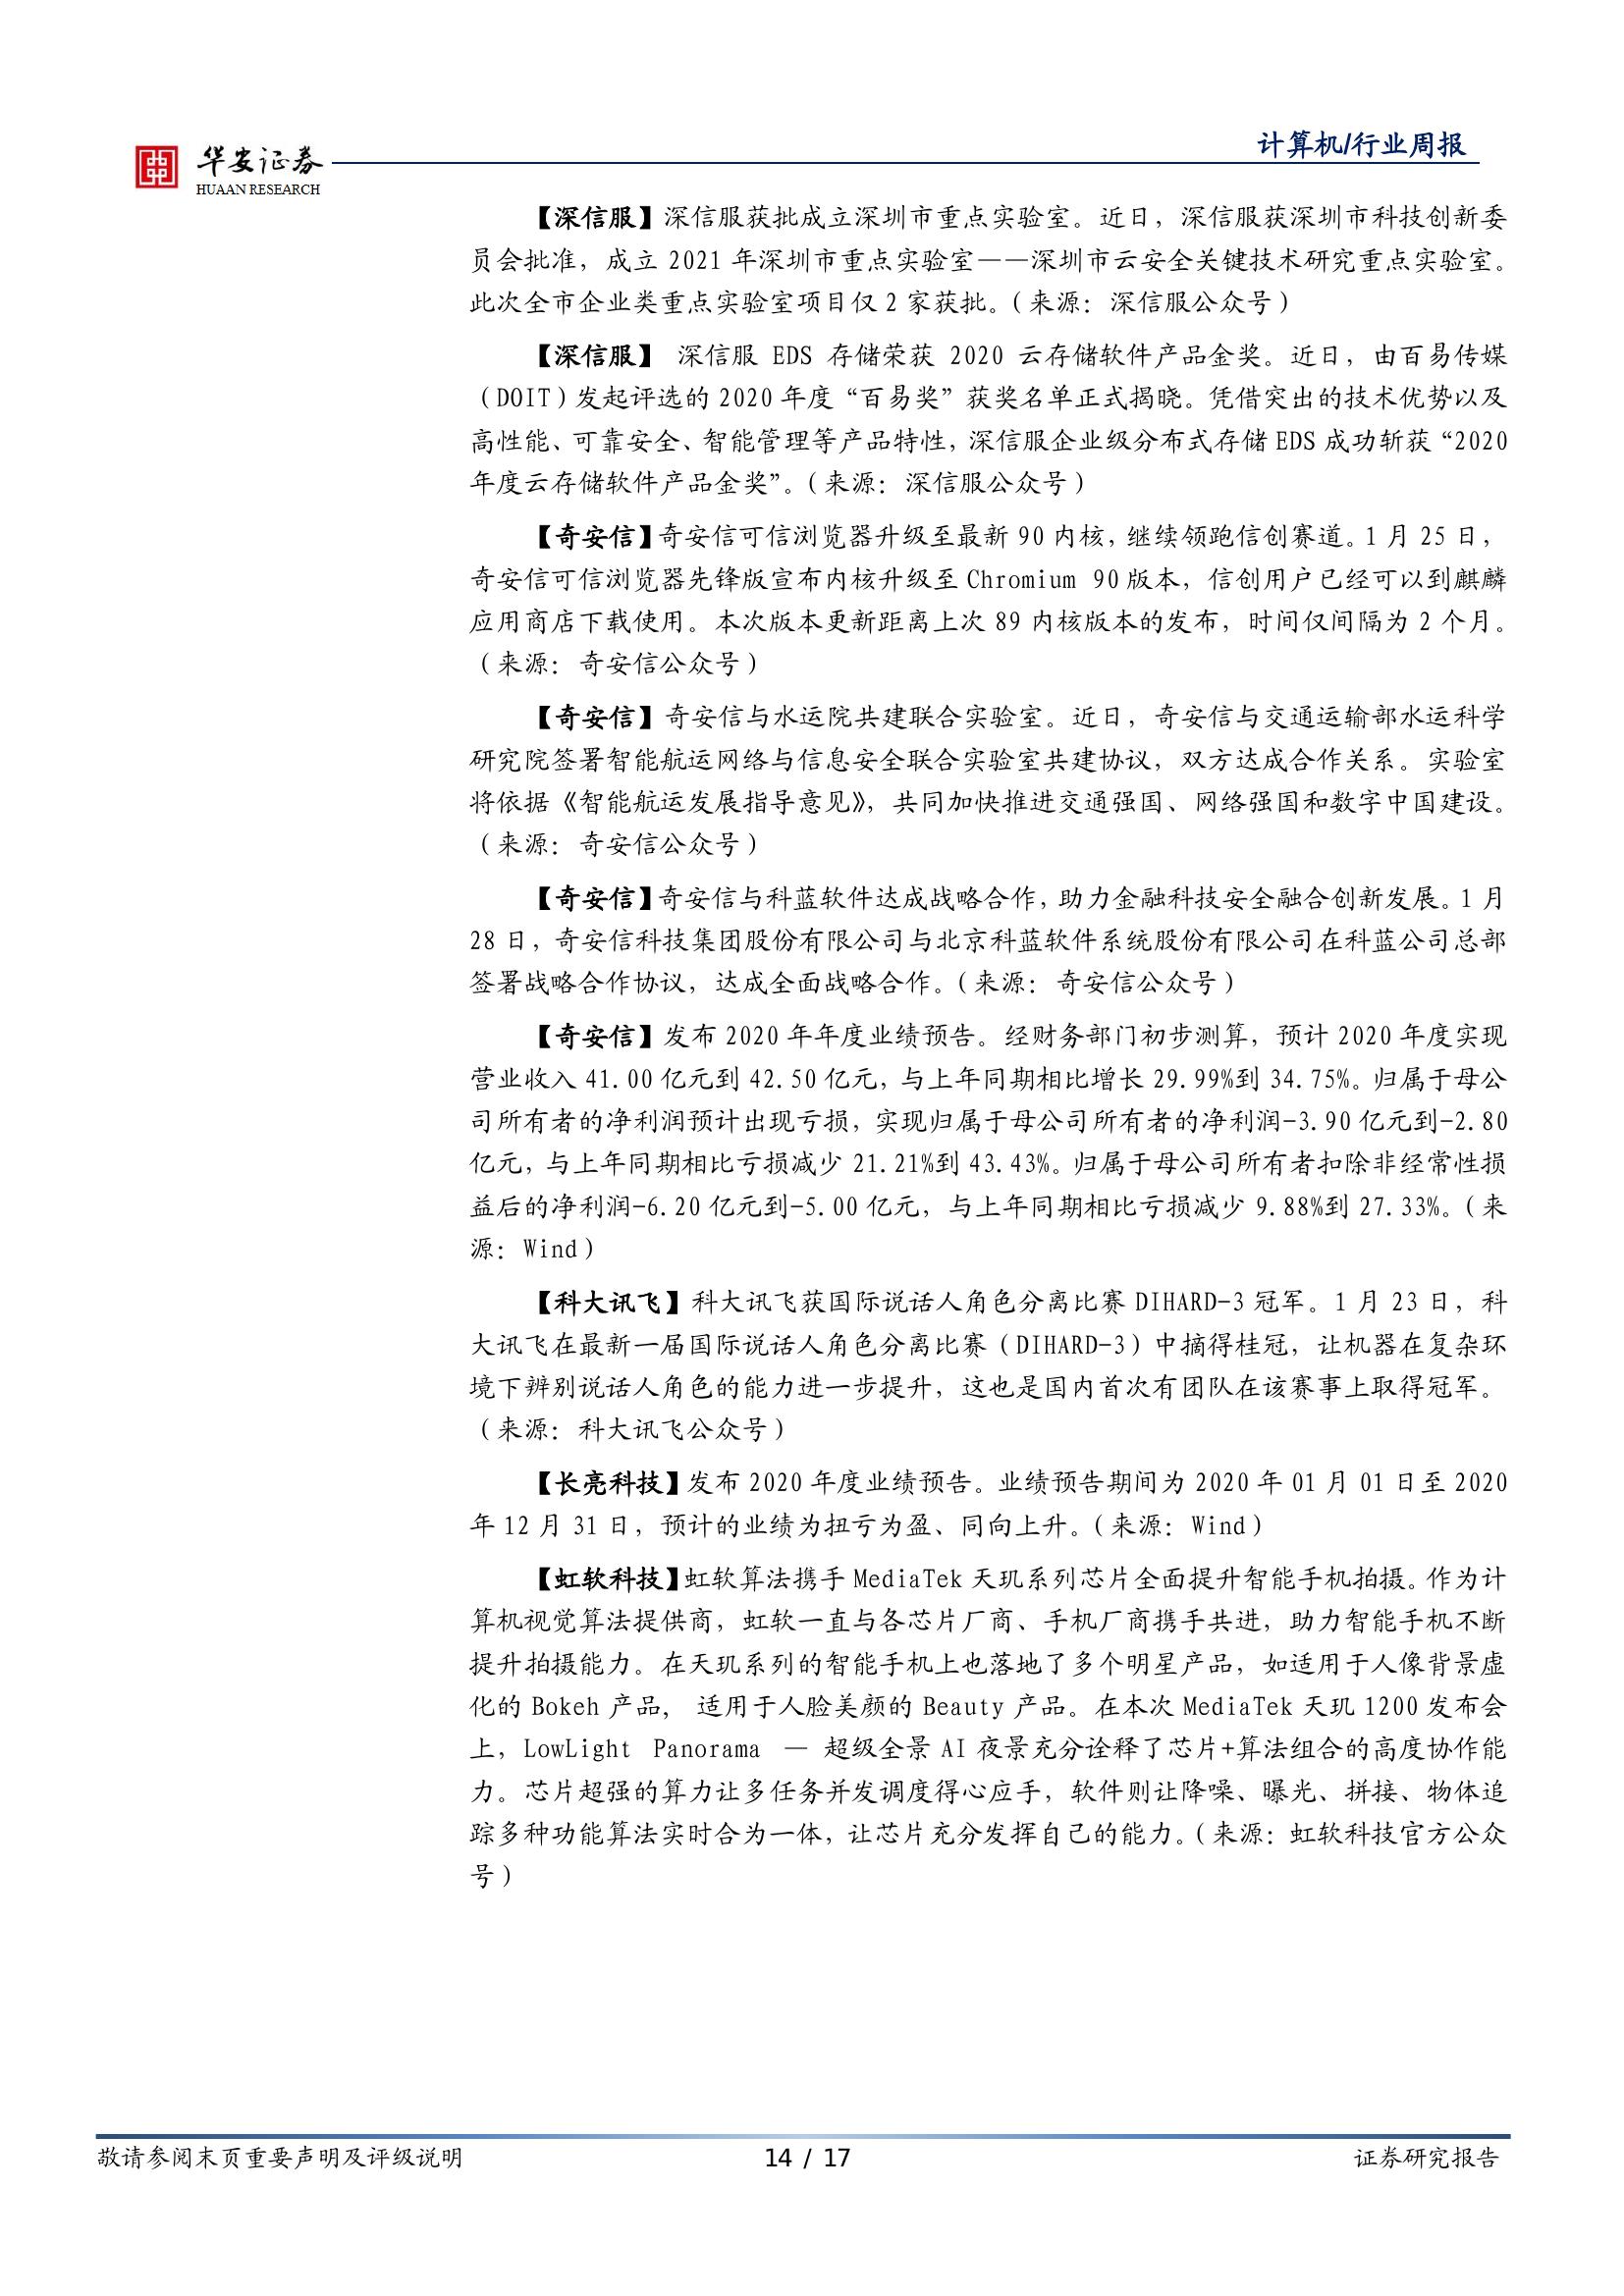 华安证券
HUAAN RESEARCH
计算机/行业周报
【深信服】深信服获批成立深圳市重点实验室。近日，深信服获深圳市科技创新委
员会批准，成立 2021 年深圳市重点实验室——深圳市云安全关键技术研究重点实验室。
此次全市企业类重点实验室项目仅 2 家获批。（来源：深信服公众号）
【深信服】 深信服 EDS 存储荣获 2020 云存储软件产品金奖。近日，由百易传媒
（DOIT）发起评选的 2020 年度“百易奖”获奖名单正式揭晓。凭借突出的技术优势以及
高性能、可靠安全、智能管理等产品特性，深信服企业级分布式存储 EDS 成功斩获“2020
年度云存储软件产品金奖”。（来源：深信服公众号）
【奇安信】奇安信可信浏览器升级至最新 90 内核，继续领跑信创赛道。1 月 25 日，
奇安信可信浏览器先锋版宣布内核升级至 Chromium 90 版本，信创用户已经可以到麒麟
应用商店下载使用。本次版本更新距离上次 89 内核版本的发布，时间仅间隔为 2 个月。
（来源：奇安信公众号）
【奇安信】奇安信与水运院共建联合实验室。近日，奇安信与交通运输部水运科学
研究院签署智能航运网络与信息安全联合实验室共建协议，双方达成合作关系。实验室
将依据《智能航运发展指导意见》，共同加快推进交通强国、网络强国和数字中国建设。
（来源：奇安信公众号）
【奇安信】奇安信与科蓝软件达成战略合作，助力金融科技安全融合创新发展。1 月
28 日，奇安信科技集团股份有限公司与北京科蓝软件系统股份有限公司在科蓝公司总部
签署战略合作协议，达成全面战略合作。（来源：奇安信公众号）
【奇安信】发布 2020 年年度业绩预告。经财务部门初步测算，预计 2020 年度实现
营业收入 41.00 亿元到 42.50 亿元，与上年同期相比增长 29.99%到 34.75%。归属于母公
司所有者的净利润预计出现亏损，实现归属于母公司所有者的净利润-3.90 亿元到-2.80
亿元，与上年同期相比亏损减少 21.21%到 43.43%。归属于母公司所有者扣除非经常性损
益后的净利润-6.20 亿元到-5.00 亿元，与上年同期相比亏损减少 9.88%到 27.33%。（来
源：Wind）
【科大讯飞】科大讯飞获国际说话人角色分离比赛 DIHARD-3 冠军。1 月 23 日，科
大讯飞在最新一届国际说话人角色分离比赛（DIHARD-3）中摘得桂冠，让机器在复杂环
境下辨别说话人角色的能力进一步提升，这也是国内首次有团队在该赛事上取得冠军。
（来源：科大讯飞公众号）
【长亮科技】发布 2020 年度业绩预告。业绩预告期间为 2020 年 01 月 01 日至 2020
年 12 月 31 日，预计的业绩为扭亏为盈、同向上升。（来源：Wind）
【虹软科技】虹软算法携手 MediaTek 天玑系列芯片全面提升智能手机拍摄。作为计
算机视觉算法提供商，虹软一直与各芯片厂商、手机厂商携手共进，助力智能手机不断
提升拍摄能力。在天玑系列的智能手机上也落地了多个明星产品，如适用于人像背景虚
化的 Bokeh 产品， 适用于人脸美颜的 Beauty 产品。在本次 MediaTek 天玑 1200 发布会
上，LowLight Panorama — 超级全景 AI 夜景充分诠释了芯片+算法组合的高度协作能
力。芯片超强的算力让多任务并发调度得心应手，软件则让降噪、曝光、拼接、物体追
踪多种功能算法实时合为一体，让芯片充分发挥自己的能力。（来源：虹软科技官方公众
号）
敬请参阅末页重要声明及评级说明
14 / 17
证券研究报告